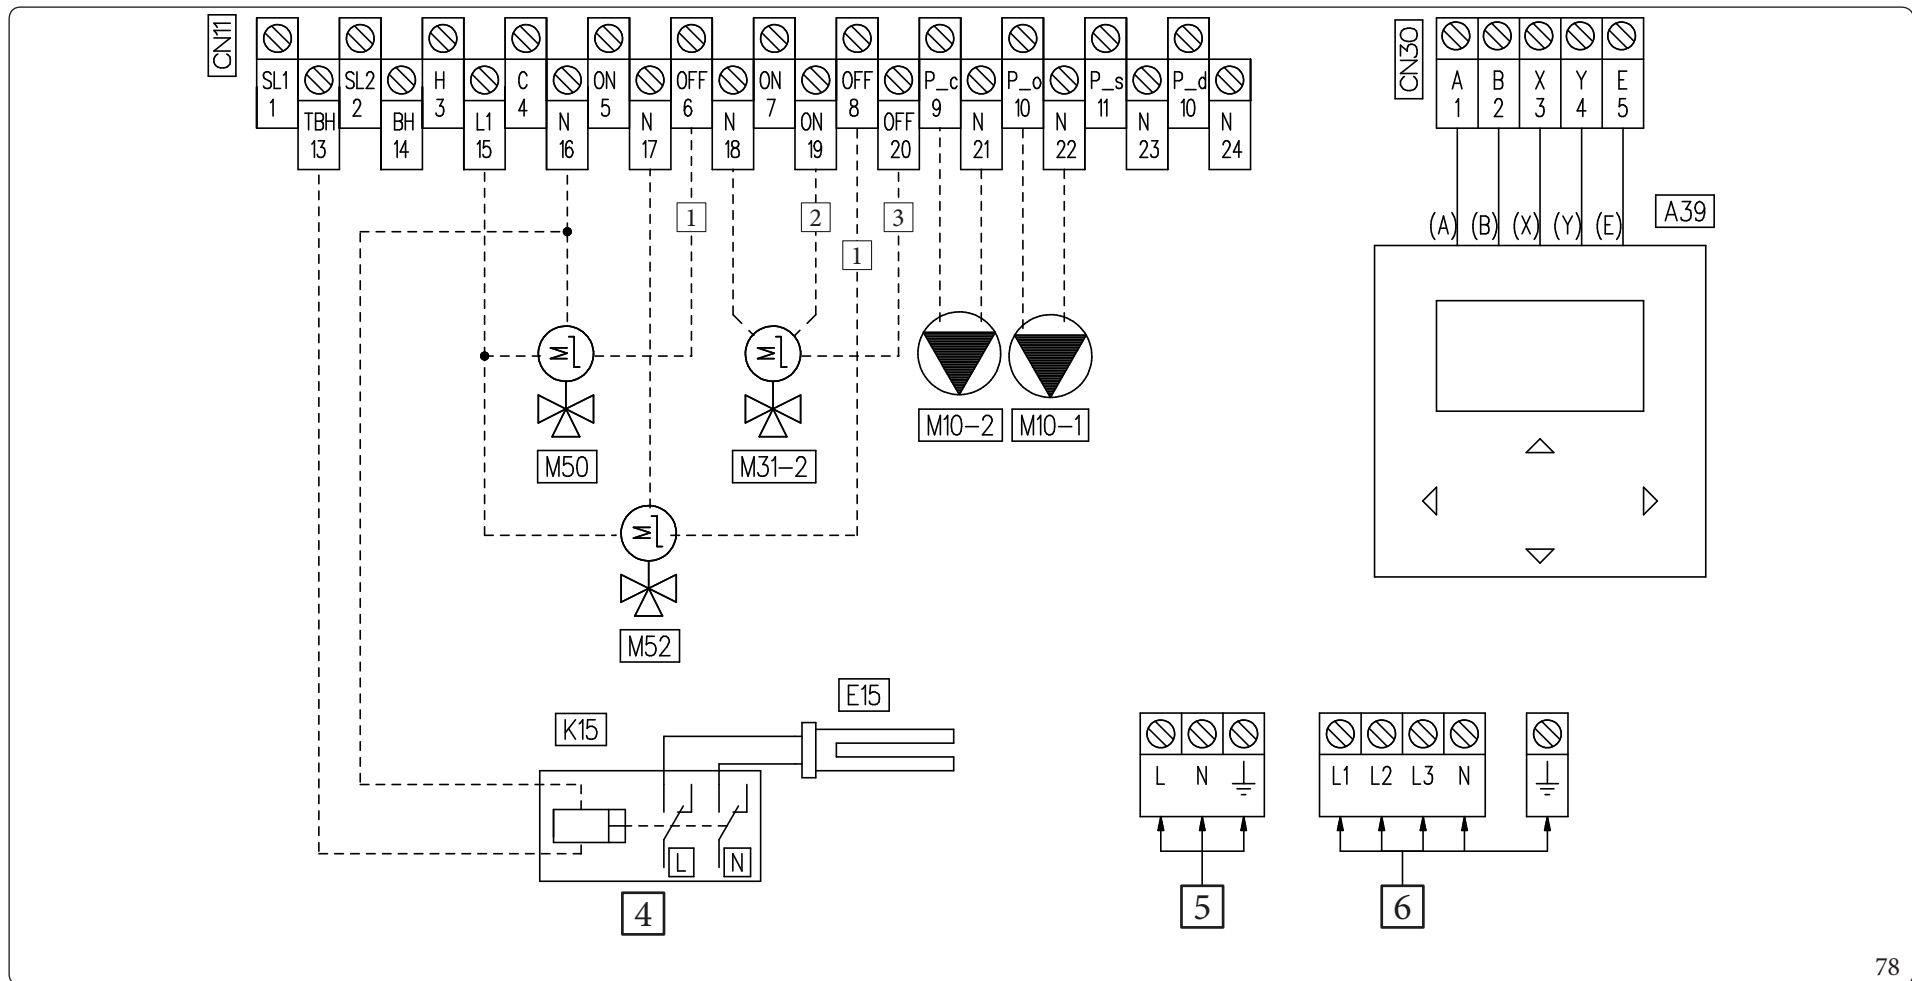 CN11
SL1 SL2 H C ON OFF ON OFF P_c P_o P_s P_d
1 2 3 4 5 6 7 8 9 10 11 10
TBH BH L1 N N N ON OFF N N N N
13 14 15 16 17 18 19 20 21 22 23 24
1 2 3
1
M M
M10-2 M10-1
M50 M31-2
M
M52
CN30
A B X Y E
1 2 3 4 5
A39
(A) (B) (X) (Y) (E)
E15
K15
L N
4
L N
5
L1 L2 L3 N
6
78